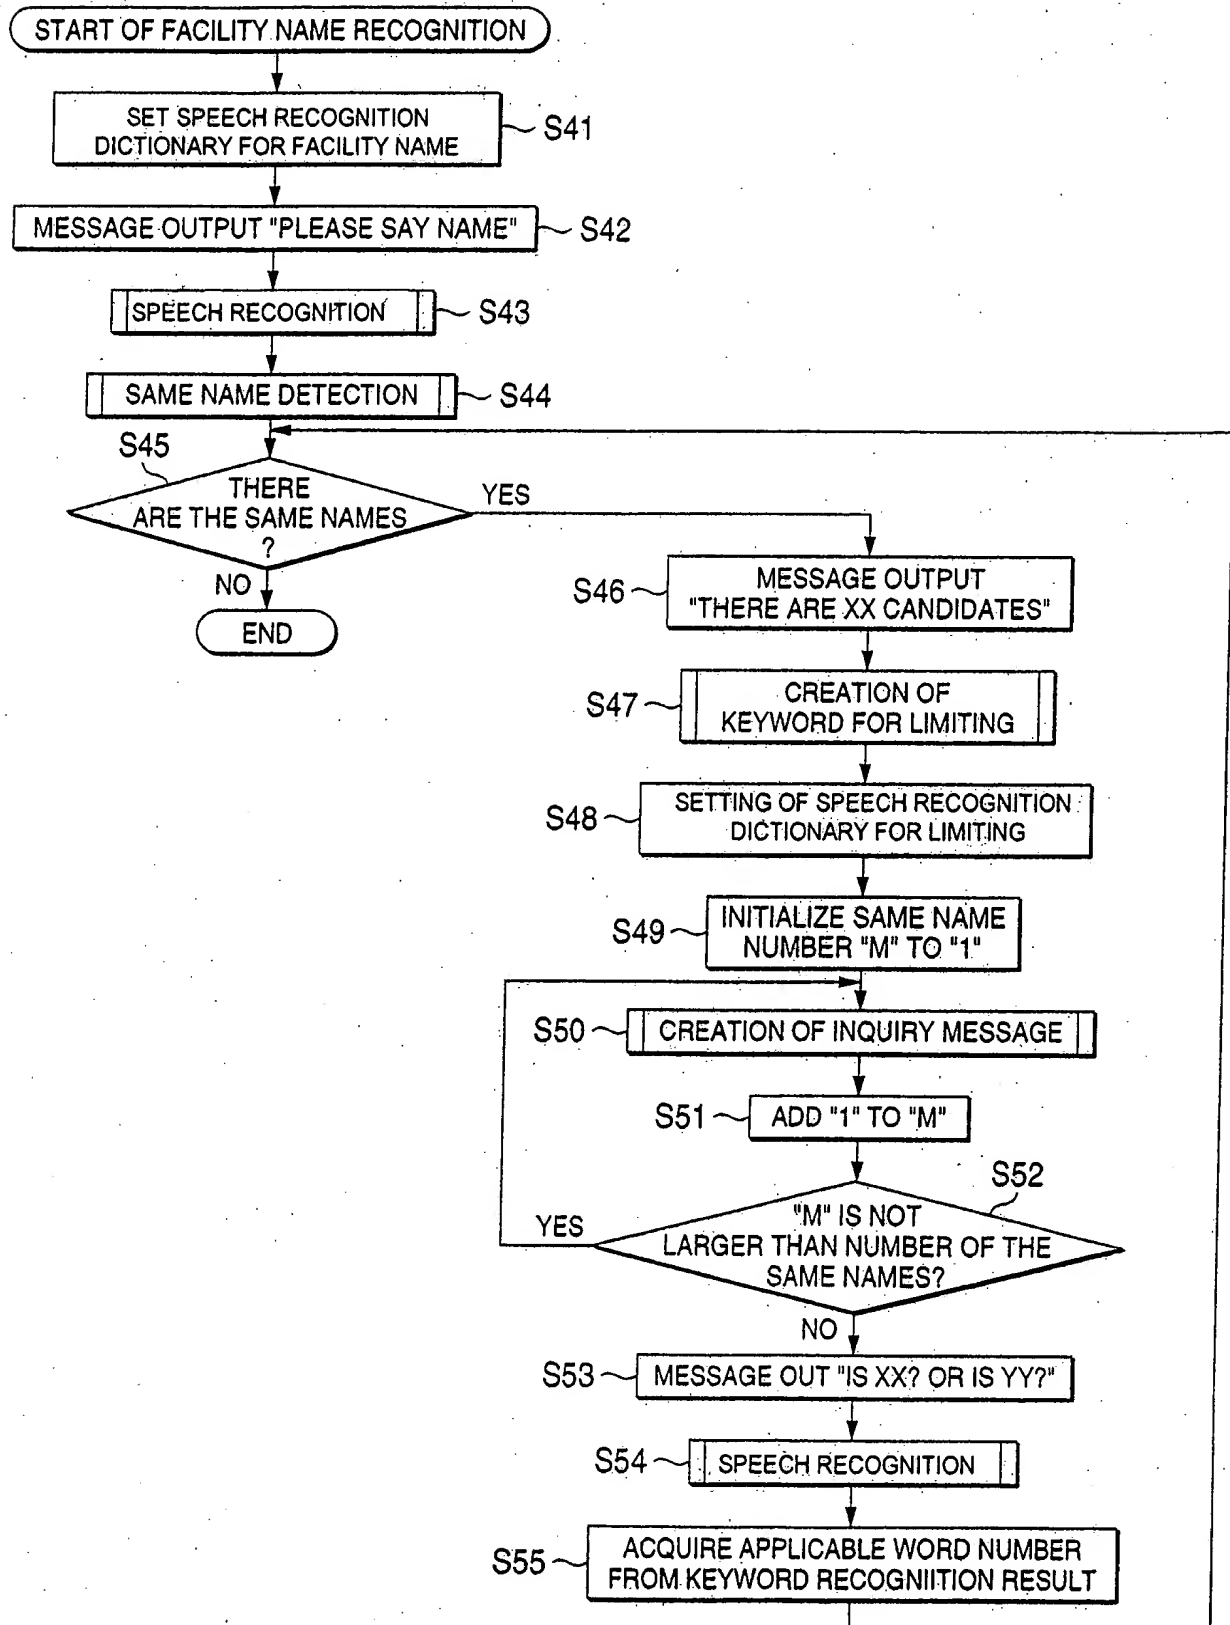 START OF FACILITY NAME RECOGNITION
SET SPEECH RECOGNITION
DICTIONARY FOR FACILITY NAME
S41
MESSAGE OUTPUT "PLEASE SAY NAME"
S42
SPEECH RECOGNITION
S43
SAME NAME DETECTION
S44
S45
THERE
ARE THE SAME NAMES
?
YES
NO
END
S46
MESSAGE OUTPUT
"THERE ARE XX CANDIDATES"
S47
CREATION OF
KEYWORD FOR LIMITING
S48
SETTING OF SPEECH RECOGNITION
DICTIONARY FOR LIMITING
S49
INITIALIZE SAME NAME
NUMBER "M" TO "1"
S50
CREATION OF INQUIRY MESSAGE
S51
ADD "1" TO "M"
S52
"M" IS NOT
LARGER THAN NUMBER OF THE
SAME NAMES?
YES
NO
S53
MESSAGE OUT "IS XX? OR IS YY?"
S54
SPEECH RECOGNITION
S55
ACQUIRE APPLICABLE WORD NUMBER
FROM KEYWORD RECOGNIITION RESULT